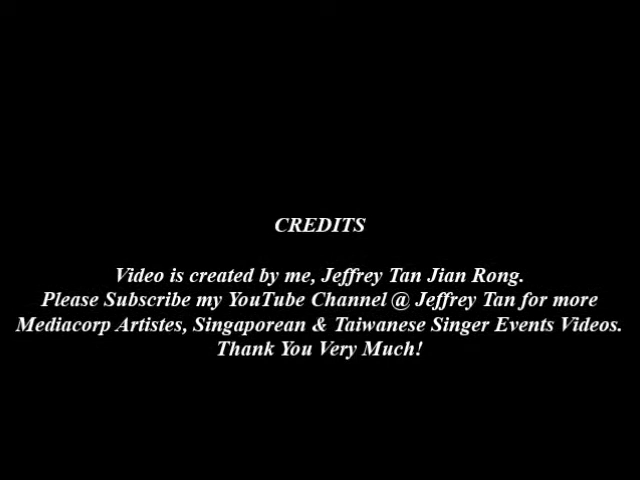 CREDITS
Video is created by me, Jeffrey Tan Jian Rong.
Please Subscribe my YouTube Channel @ Jeffrey Tan for more
Mediacorp Artistes, Singaporean & Taiwanese Singer Events Videos.
Thank You Very Much!